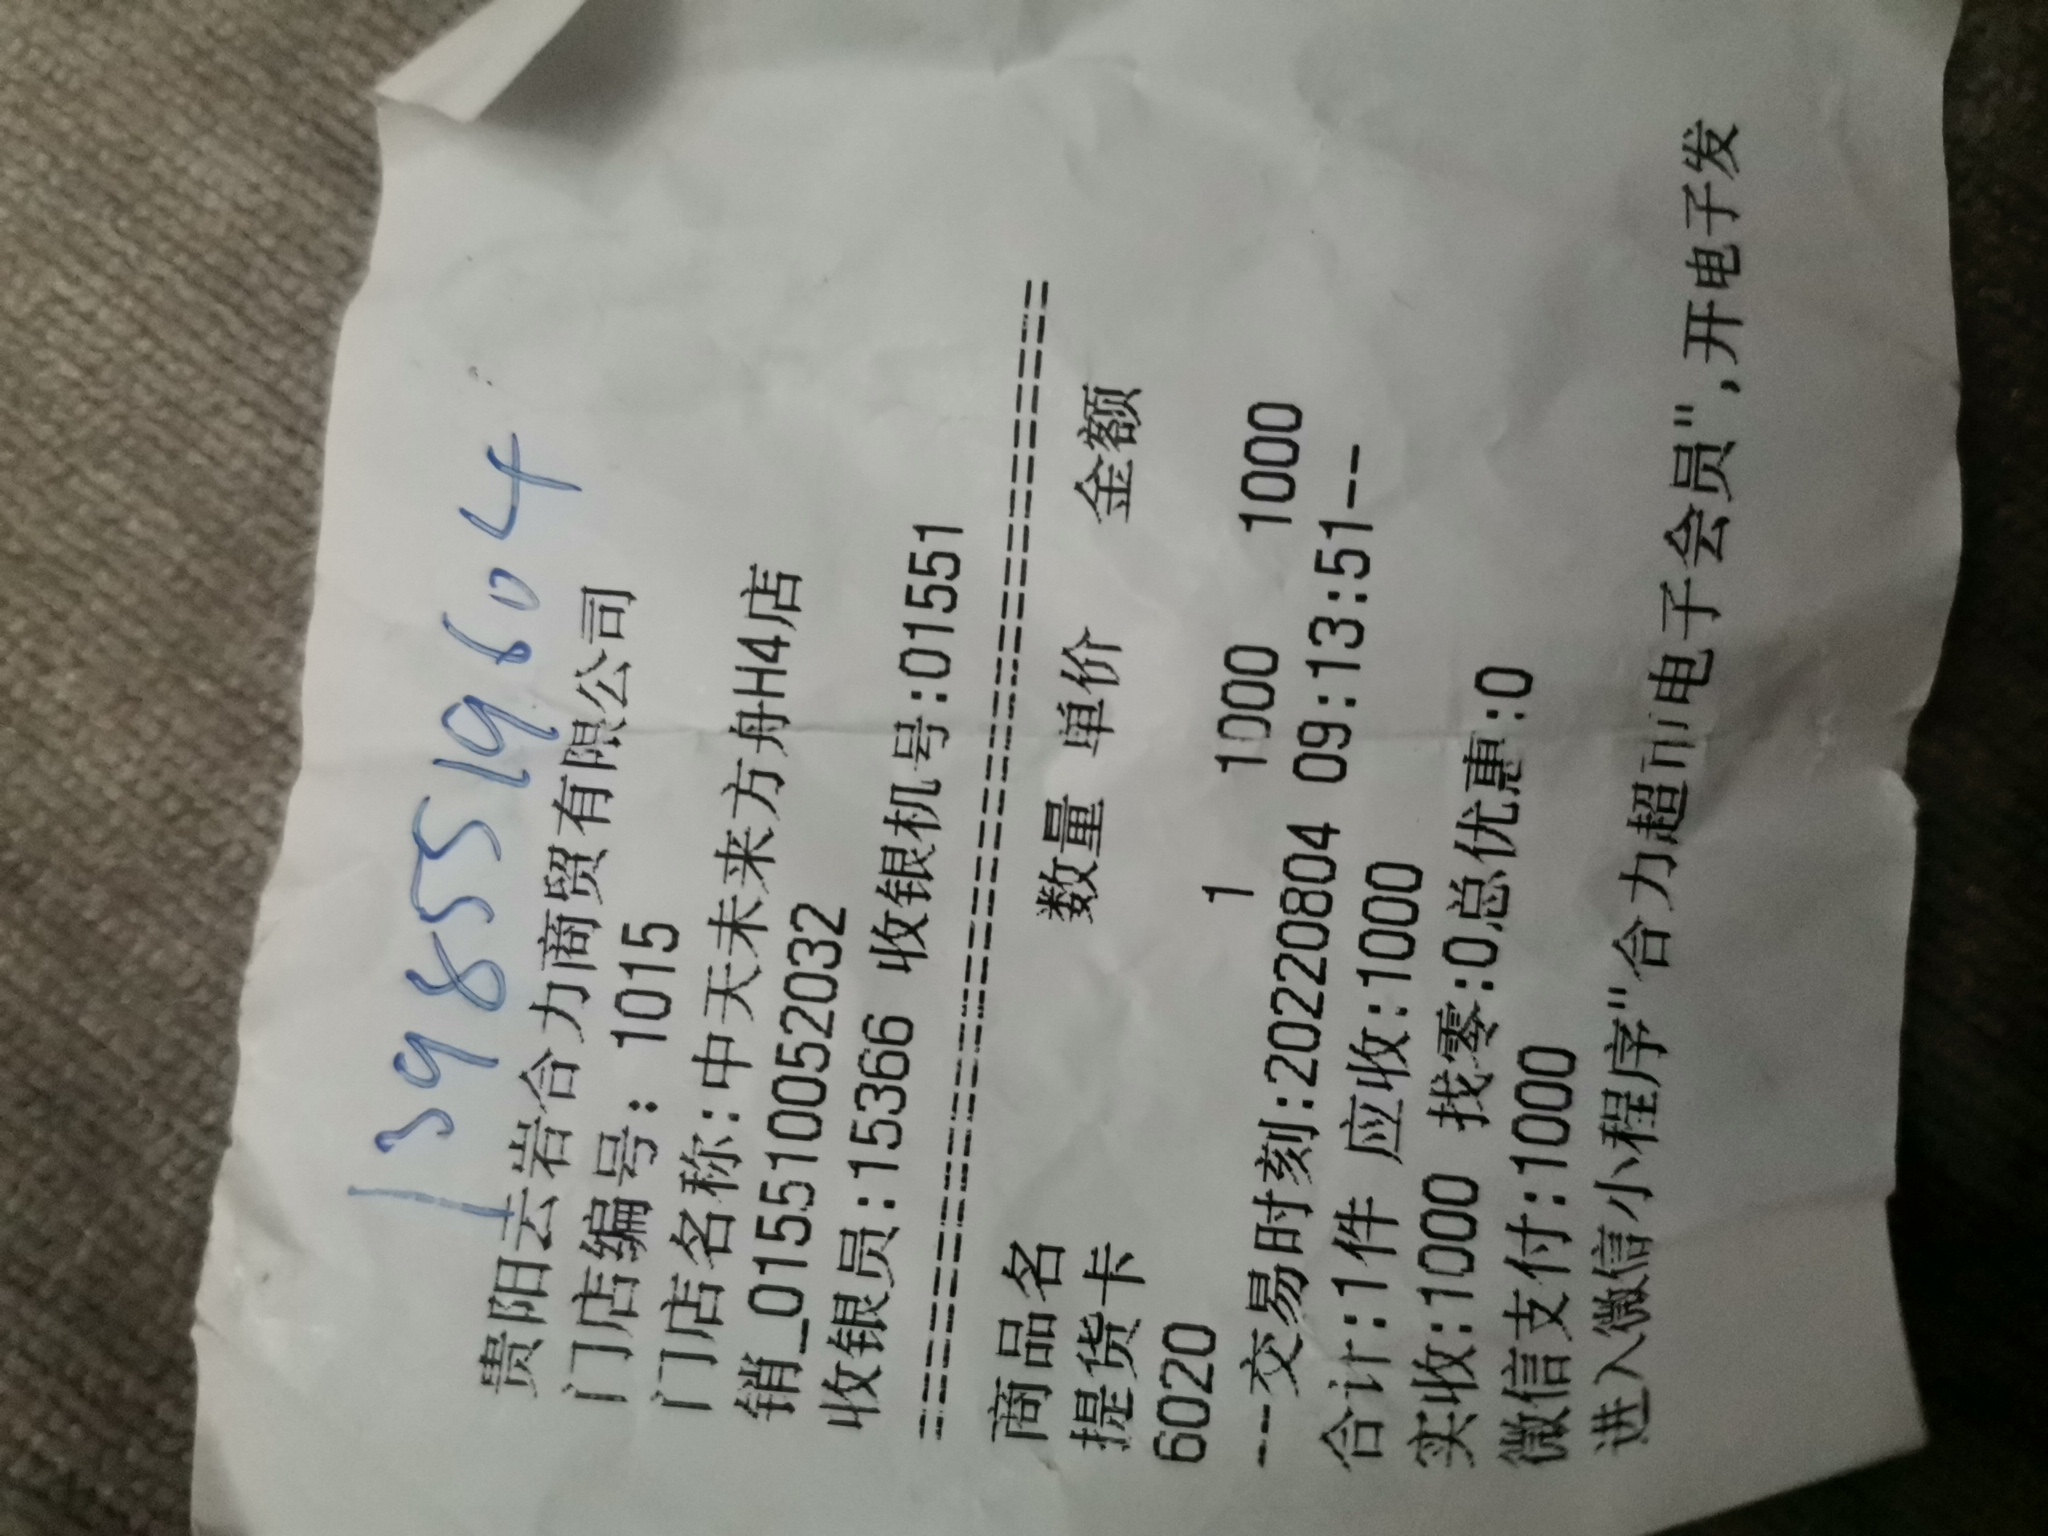 13985519604
贵阳云岩合力商贸有限公司
门店编号: 1015
门店名称:中天未来方舟H4店
销_015510052032
收银员:15366 收银机号:01551
================================
商品名 数量 单价 金额
提货卡
6020 1 1000 1000
---交易时刻:20220804 09:13:51--
合计:1件 应收:1000
实收:1000 找零:0总优惠:0
微信支付:1000
进入微信小程序"合力超市电子会员",开电子发